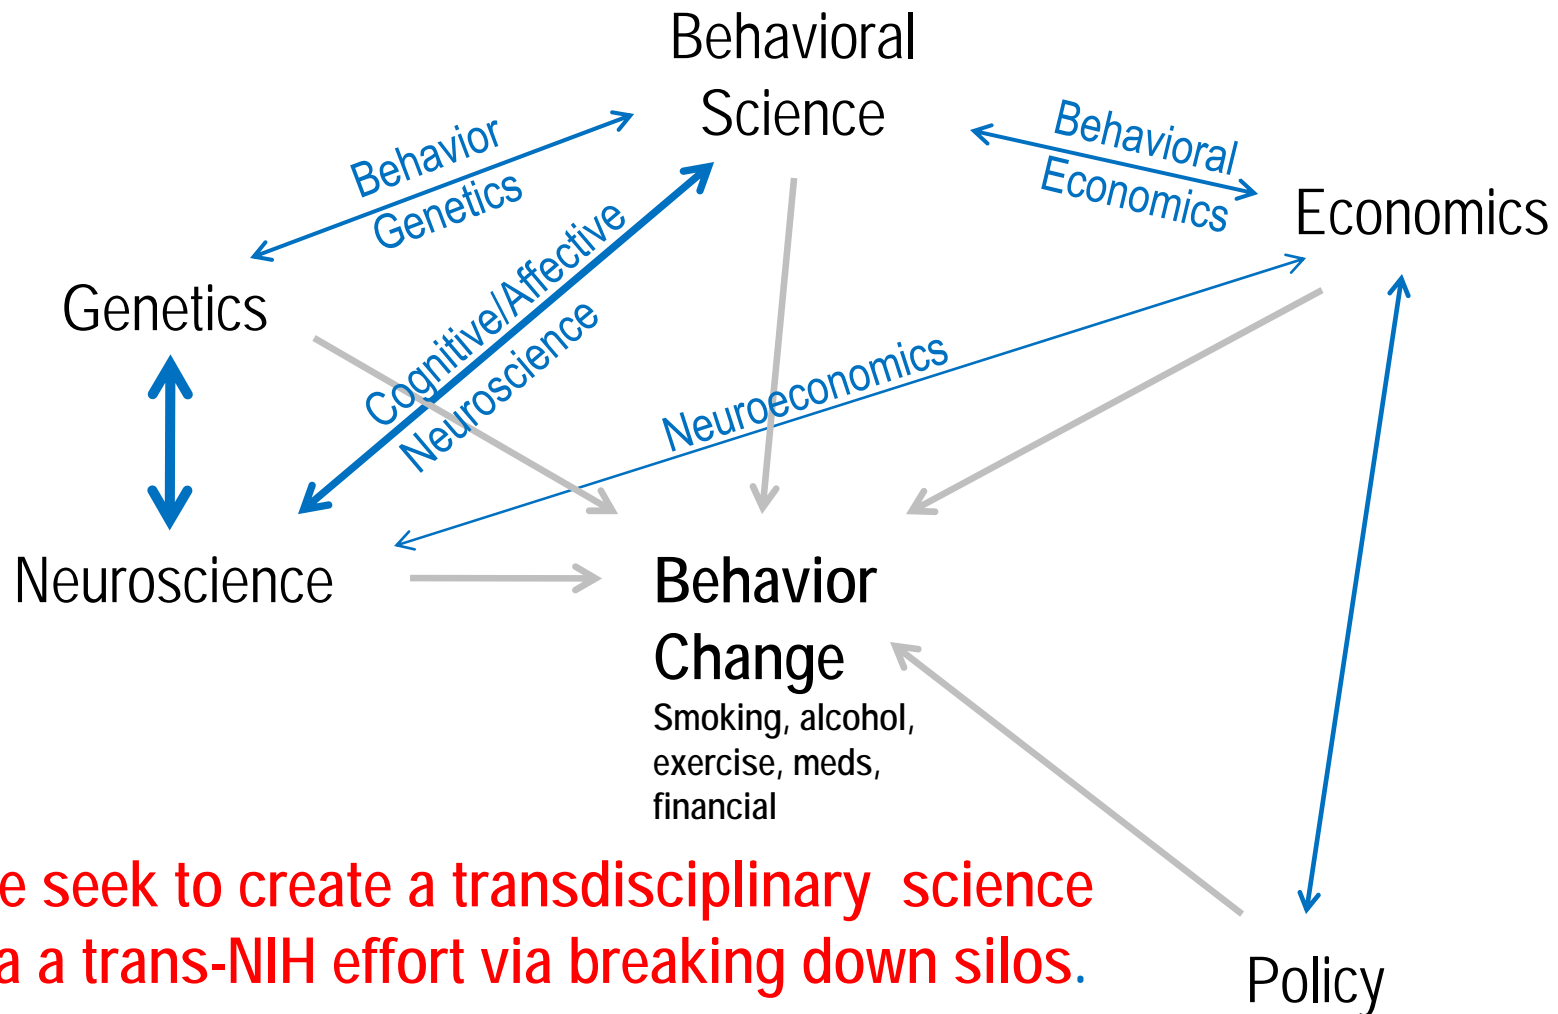 Behavioral
Science
Behavior
Genetics
Behavioral
Economics
Economics
Genetics
Cognitive/Affective
Neuroscience
Neuroeconomics
Neuroscience
Behavior
Change
Smoking, alcohol,
exercise, meds,
financial
e seek to create a transdisciplinary science
a a trans-NIH effort via breaking down silos.
Policy